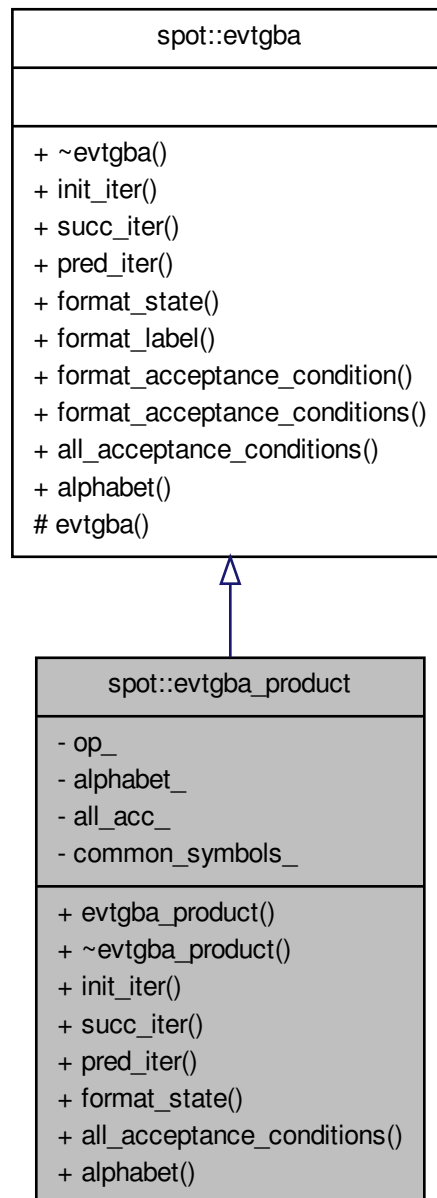 spot::evtgba
+ ~evtgba()
+ init_iter()
+ succ_iter()
+ pred_iter()
+ format_state()
+ format_label()
+ format_acceptance_condition()
+ format_acceptance_conditions()
+ all_acceptance_conditions()
+ alphabet()
# evtgba()
spot::evtgba_product
- op_
- alphabet_
- all_acc_
- common_symbols_
+ evtgba_product()
+ ~evtgba_product()
+ init_iter()
+ succ_iter()
+ pred_iter()
+ format_state()
+ all_acceptance_conditions()
+ alphabet()